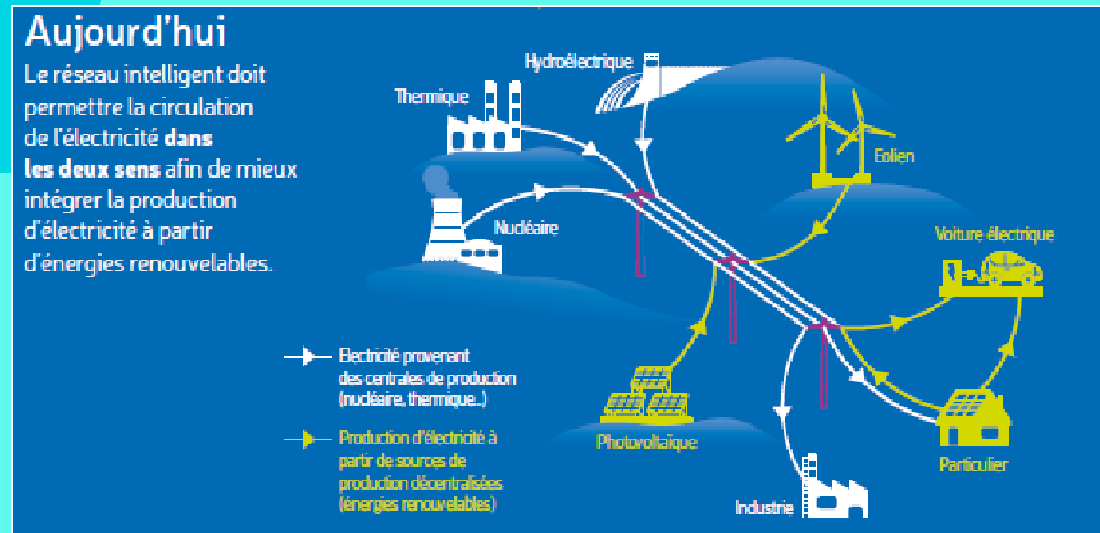 Aujourd'hui
Le réseau intelligent doit
permettre la circulation
de l'électricité dans
les deux sens afin de mieux
intégrer la production
d'électricité à partir
d'énergies renouvelables.
Hydroélectrique
Thermique
Eolien
Nucléaire
Voiture électrique
Electricité provenant
des centrales de production
(nucléaire, thermique..)
Production d'électricité à
partir de sources de
production décentralisées
(énergies renouvelables)
Photovoltaïque
Particulier
Industrie